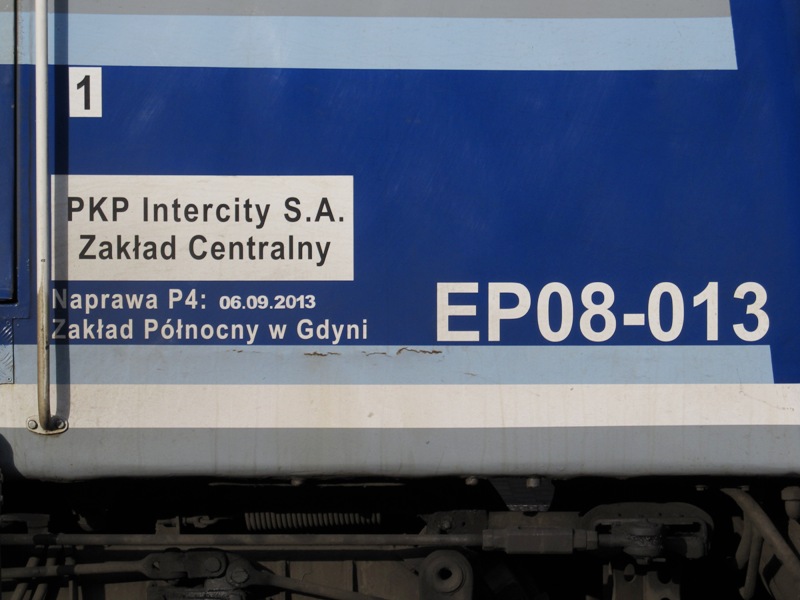 1
PKP Intercity S.A.
Zakład Centralny
Naprawa P4: 06.09.2013
Zakład Północny w Gdyni
EP08-013